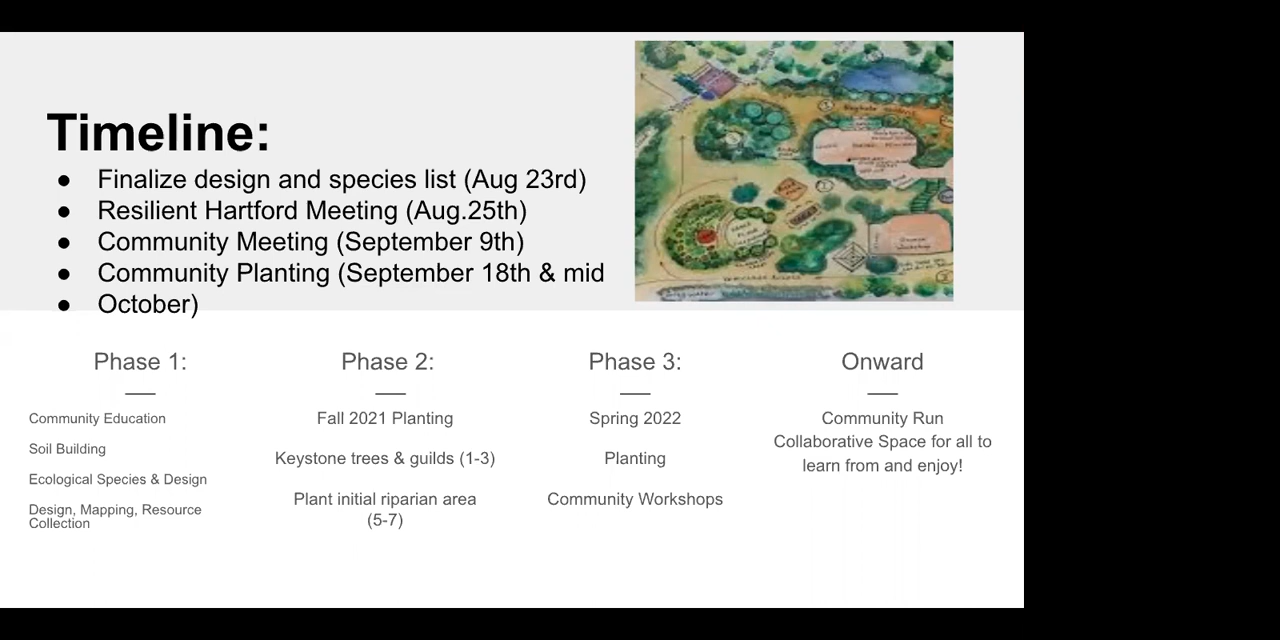 Timeline:
● Finalize design and species list (Aug 23rd)
● Resilient Hartford Meeting (Aug.25th)
● Community Meeting (September 9th)
● Community Planting (September 18th & mid
● October)
Phase 1:
Community Education
Soil Building
Ecological Species & Design
Design, Mapping, Resource
Collection
Phase 2:
Fall 2021 Planting
Keystone trees & guilds (1-3)
Plant initial riparian area
(5-7)
Phase 3:
Spring 2022
Planting
Community Workshops
Onward
Community Run
Collaborative Space for all to
learn from and enjoy!